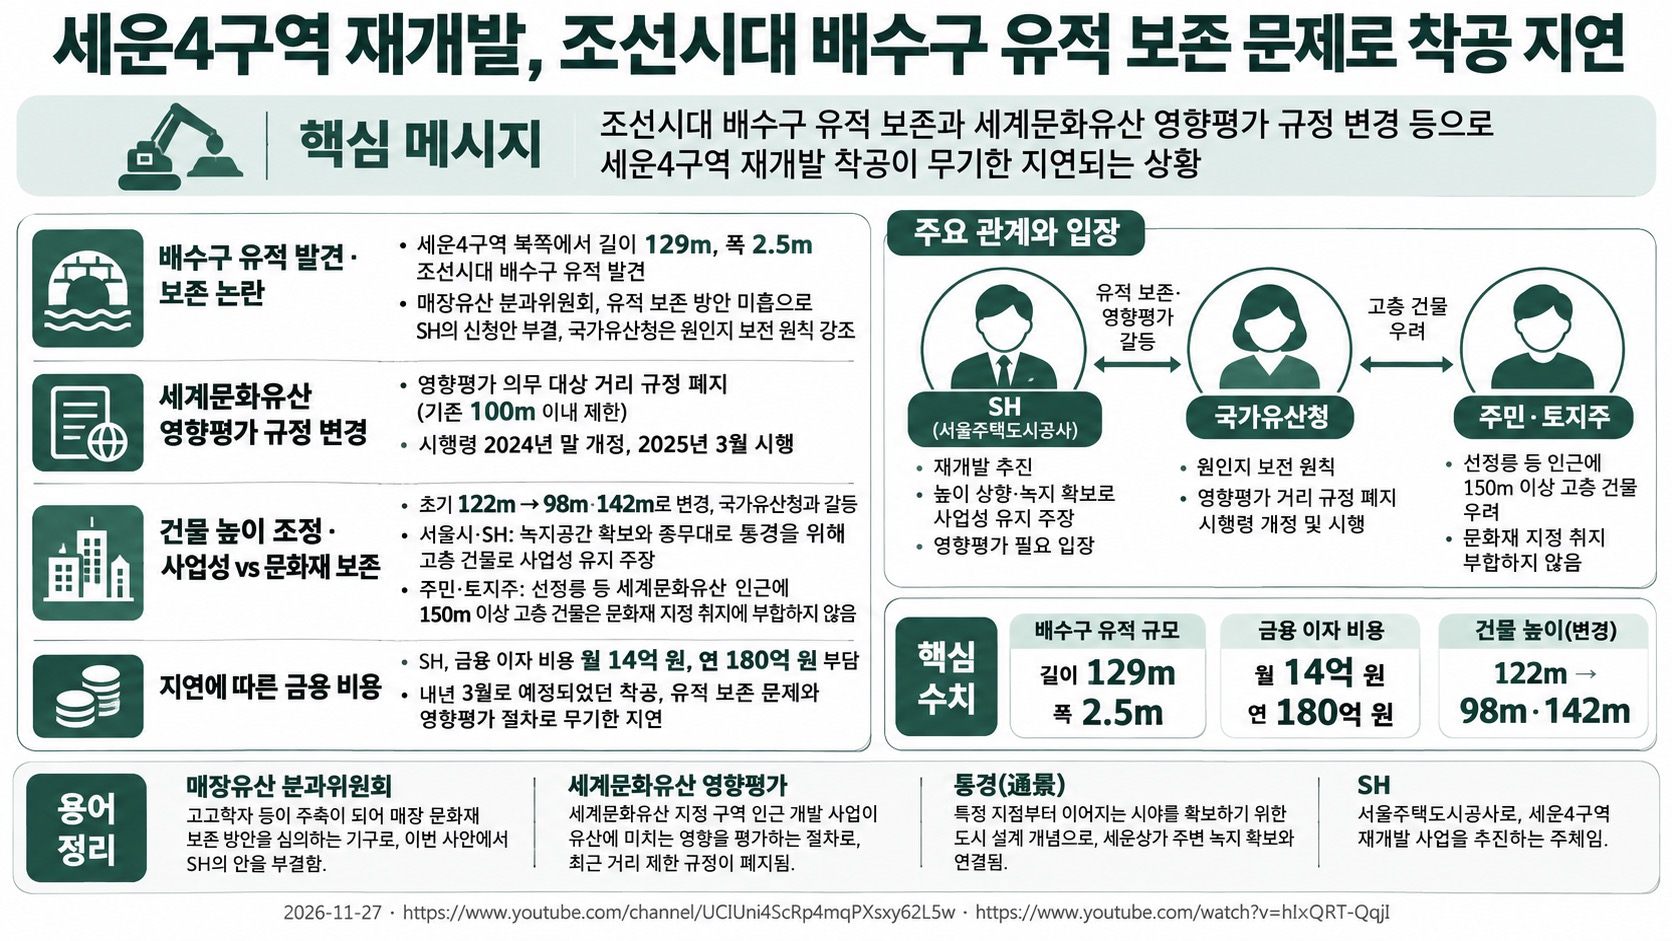 세운4구역 재개발, 조선시대 배수구 유적 보존 문제로 착공 지연
핵심 메시지
조선시대 배수구 유적 보존과 세계문화유산 영향평가 규정 변경 등으로
세운4구역 재개발 착공이 무기한 지연되는 상황
배수구 유적 발견·
보존 논란
• 세운4구역 북쪽에서 길이 129m, 폭 2.5m
조선시대 배수구 유적 발견
• 매장유산 분과위원회, 유적 보존 방안 미흡으로
SH의 신청안 부결, 국가유산청은 원인지 보전 원칙 강조
세계문화유산
영향평가 규정 변경
• 영향평가 의무 대상 거리 규정 폐지
(기존 100m 이내 제한)
• 시행령 2024년 말 개정, 2025년 3월 시행
건물 높이 조정·
사업성 vs 문화재 보존
• 초기 122m → 98m·142m로 변경, 국가유산청과 갈등
• 서울시·SH: 녹지공간 확보와 종무대로 통경을 위해
고층 건물로 사업성 유지 주장
• 주민·토지주: 선정릉 등 세계문화유산 인근에
150m 이상 고층 건물은 문화재 지정 취지에 부합하지 않음
지연에 따른 금융 비용
• SH, 금융 이자 비용 월 14억 원, 연 180억 원 부담
• 내년 3월로 예정되었던 착공, 유적 보존 문제와
영향평가 절차로 무기한 지연
주요 관계와 입장
유적 보존·
영향평가
갈등
고층 건물
우려
SH
(서울주택도시공사)
국가유산청
주민·토지주
• 재개발 추진
• 높이 상향·녹지 확보로
사업성 유지 주장
• 영향평가 필요 입장
• 원인지 보전 원칙
• 영향평가 거리 규정 폐지
시행령 개정 및 시행
• 선정릉 등 인근에
150m 이상 고층 건물
우려
• 문화재 지정 취지
부합하지 않음
핵심
수치
배수구 유적 규모
길이 129m
폭 2.5m
금융 이자 비용
월 14억 원
연 180억 원
건물 높이(변경)
122m →
98m·142m
용어
정리
매장유산 분과위원회
고고학자 등이 주축이 되어 매장 문화재
보존 방안을 심의하는 기구로, 이번 사안에서
SH의 안을 부결함.
세계문화유산 영향평가
세계문화유산 지정 구역 인근 개발 사업이
유산에 미치는 영향을 평가하는 절차로,
최근 거리 제한 규정이 폐지됨.
통경(通景)
특정 지점부터 이어지는 시야를 확보하기 위한
도시 설계 개념으로, 세운상가 주변 녹지 확보와
연결됨.
SH
서울주택도시공사로, 세운4구역
재개발 사업을 추진하는 주체임.
2026-11-27 · https://www.youtube.com/channel/UCIUni4ScRp4mqPXsxy62L5w · https://www.youtube.com/watch?v=hIxQRT-QqjI